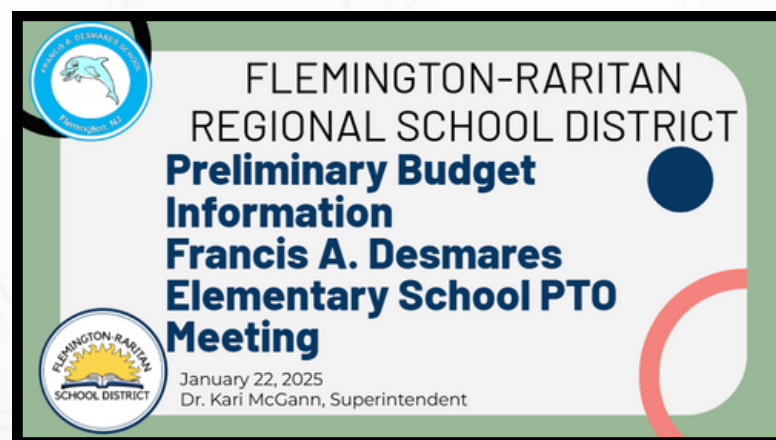 FRANCIS A. DESMARES SCHOOL
Flemington, NJ
FLEMINGTON-RARITAN
REGIONAL SCHOOL DISTRICT
Preliminary Budget
Information
Francis A. Desmares
Elementary School PTO
Meeting
FLEMINGTON-RARITAN
SCHOOL DISTRICT
January 22, 2025
Dr. Kari McGann, Superintendent